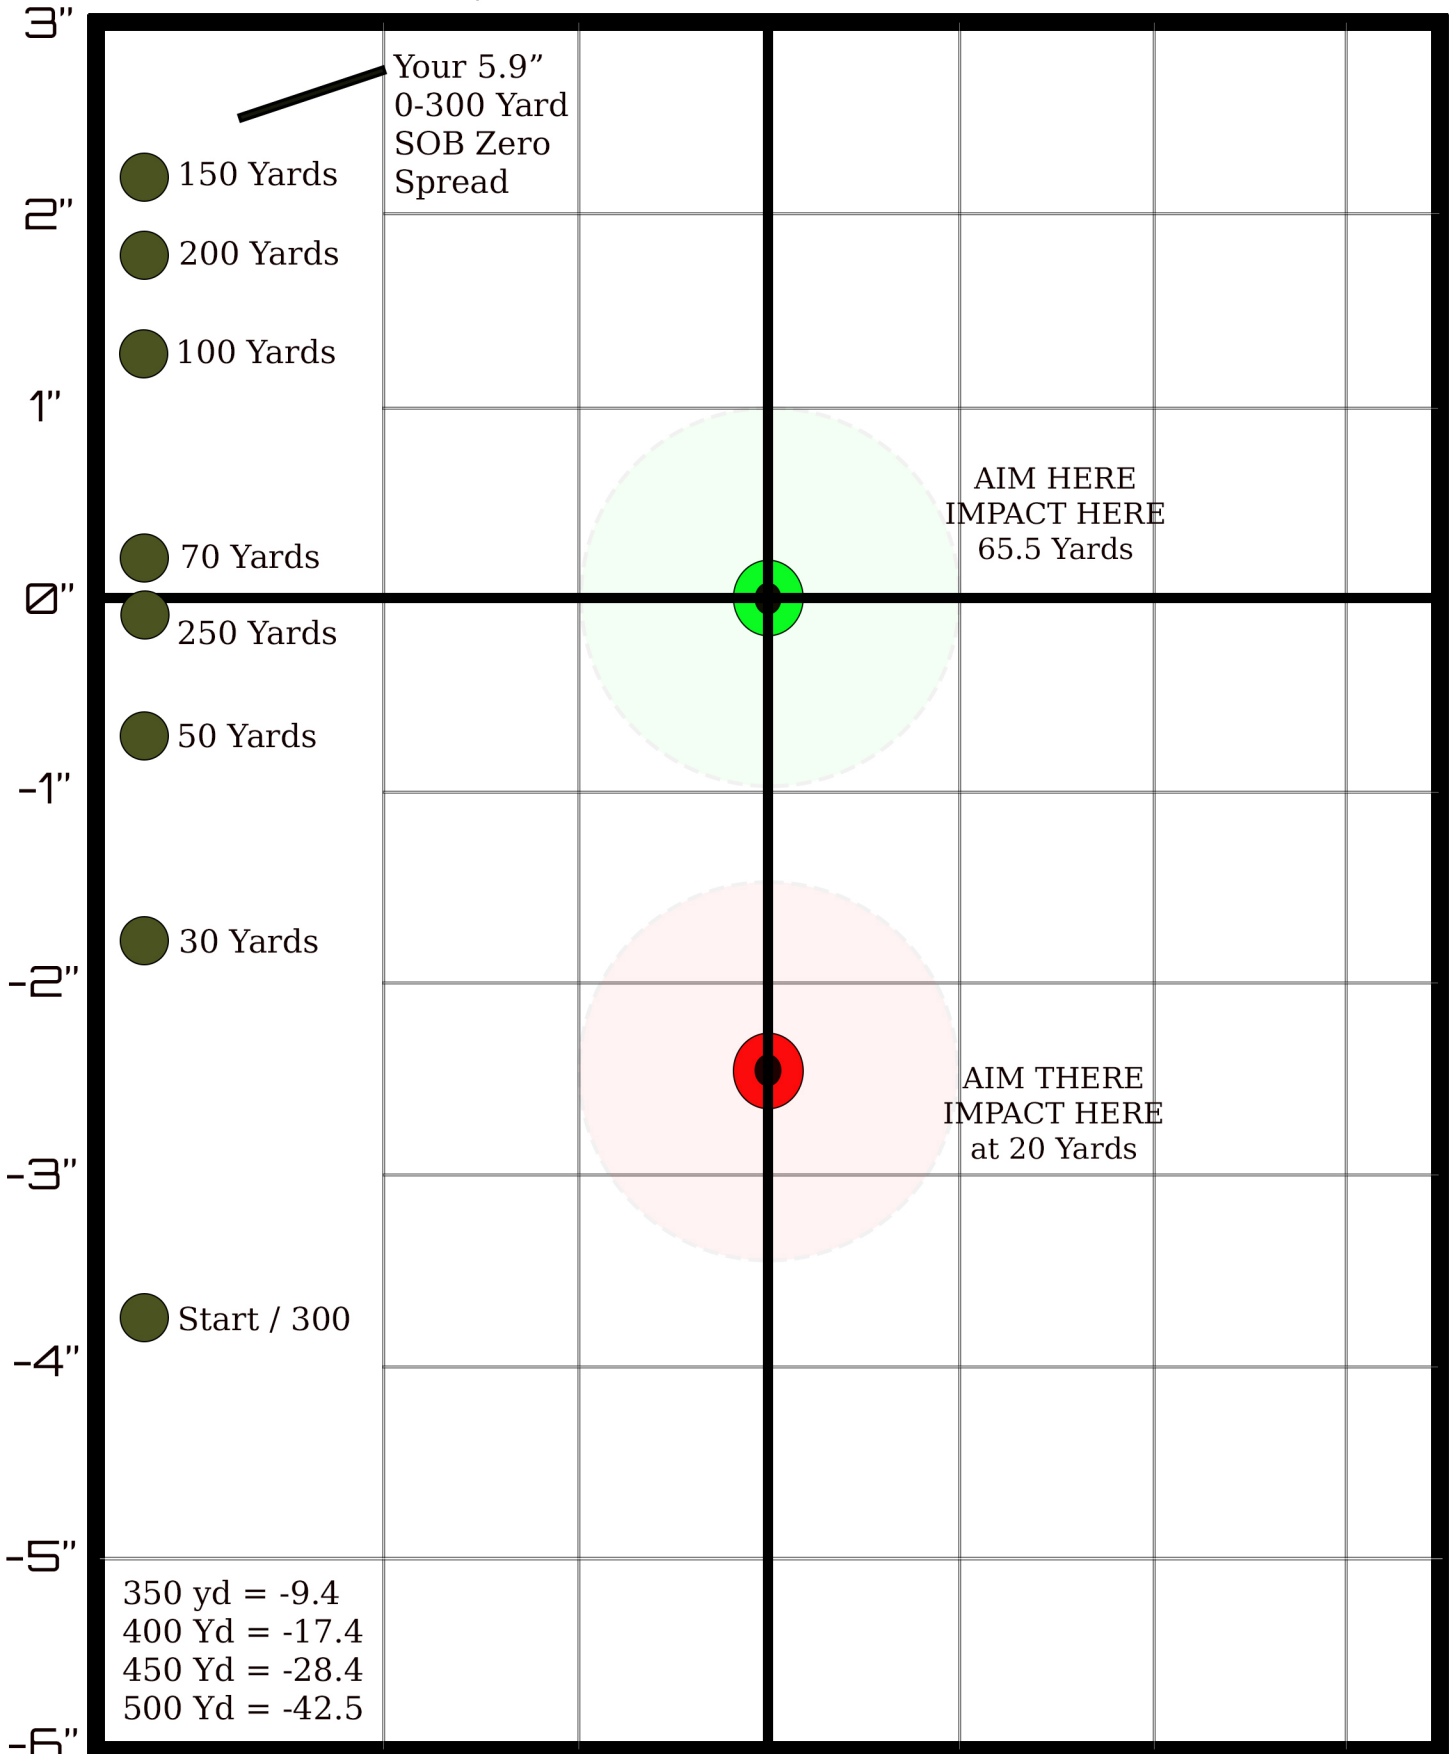 3”
Your 5.9”
0-300 Yard
SOB Zero
Spread
150 Yards
2”
200 Yards
100 Yards
1”
AIM HERE
IMPACT HERE
65.5 Yards
70 Yards
0”
250 Yards
50 Yards
-1”
30 Yards
-2”
AIM THERE
IMPACT HERE
at 20 Yards
-3”
Start / 300
-4”
-5”
350 yd = -9.4
400 Yd = -17.4
450 Yd = -28.4
500 Yd = -42.5
-6”